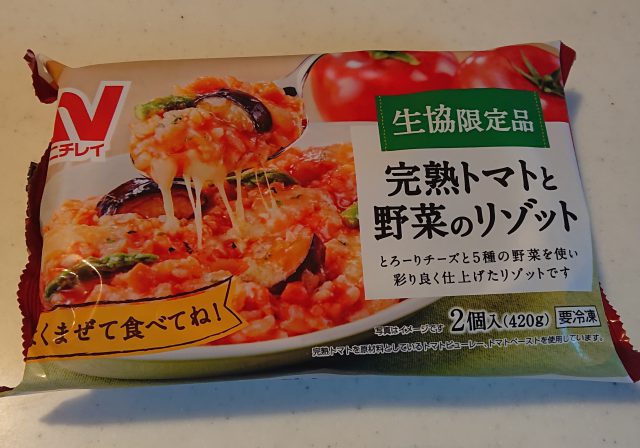 ニチレイ
生協限定品
完熟トマトと
野菜のリゾット
とろーりチーズと5種の野菜を使い
彩り良く仕上げたリゾットです
くまぜて食べてね!
写真はイメージです
2個入(420g)
要冷凍
完熟トマトを原材料としているトマトピューレー、トマトペーストを使用しています。